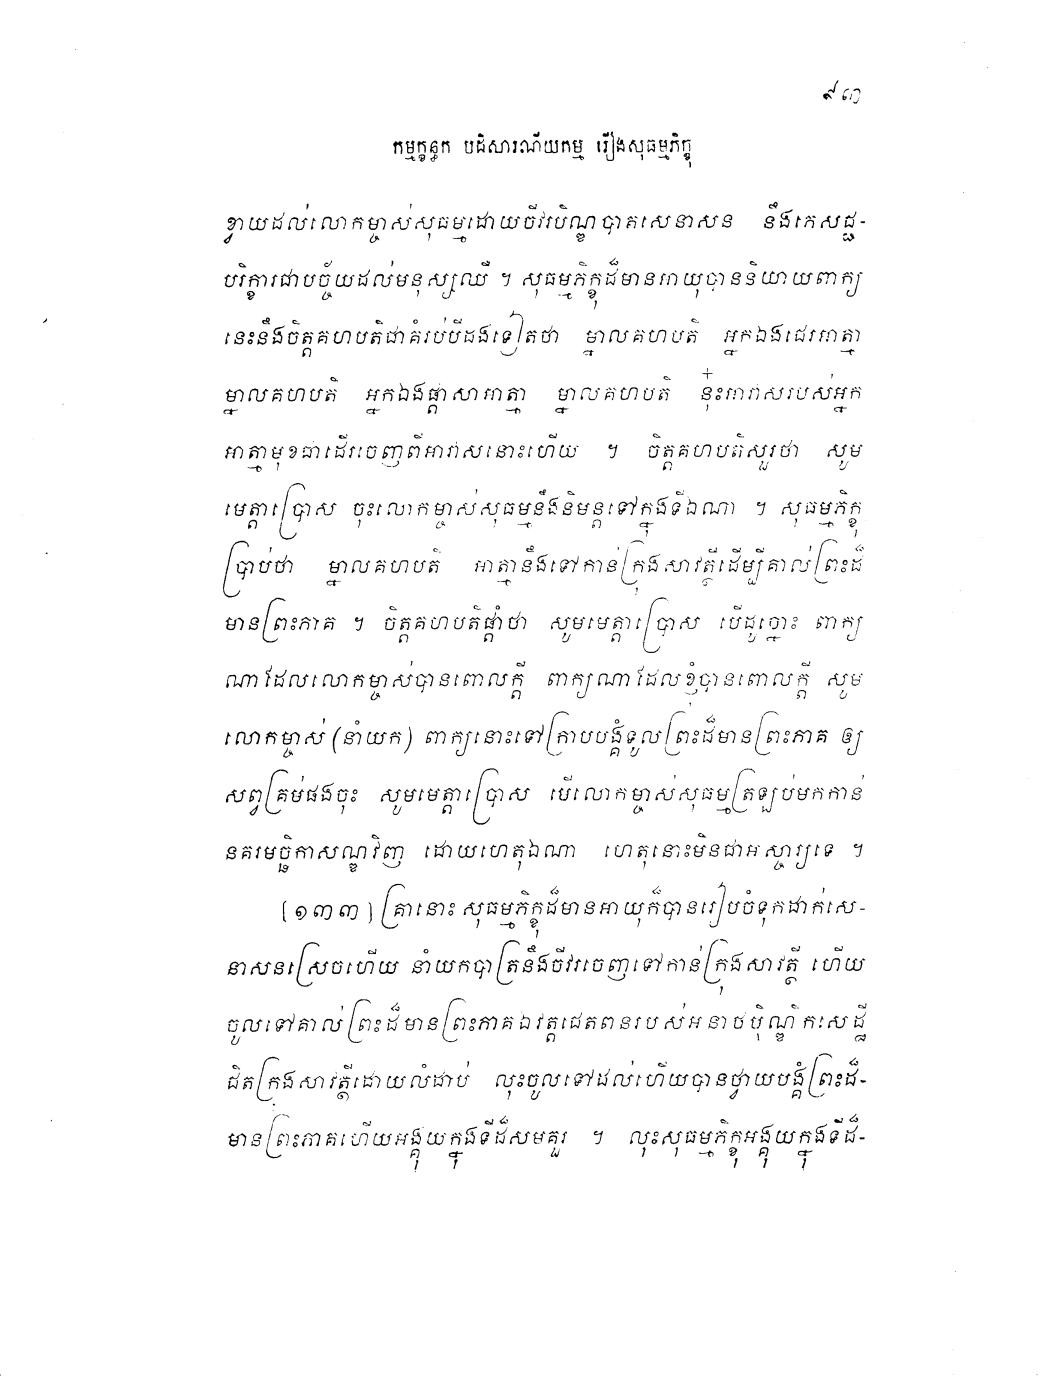 ៩៣
កម្មក្ខន្ធក បដិសារណីយកម្ម រឿងសុធម្មភិក្ខុ
ខ្វាយដល់លោកម្ចាស់សុធម្មដោយចីវរបិណ្ឌបាតសេនាសន នឹងភេសជ្ជ-
បរិក្ខារជាបច្ច័យដល់មនុស្សឈឺ ។ សុធម្មភិក្ខុដ៏មានអាយុបាននិយាយពាក្យ
នេះនឹងចិត្តគហបតិជាគំរប់បីដងទៀតថា ម្នាលគហបតិ អ្នកឯងជេរអាត្មា
ម្នាលគហបតិ អ្នកឯងផ្តាសាអាត្មា ម្នាលគហបតិ នុ៎ះអាវាសរបស់អ្នក
អាត្មាមុខជាដើរចេញពីអាវាសនោះហើយ ។ ចិត្តគហបតិសួរថា សូម
មេត្តាប្រោស ចុះលោកម្ចាស់សុធម្មនឹងនិមន្តទៅក្នុងទីឯណា ។ សុធម្មភិក្ខុ
ប្រាប់ថា ម្នាលគហបតិ អាត្មានឹងទៅកាន់ក្រុងសាវត្ថីដើម្បីគាល់ព្រះដ៏
មានព្រះភាគ ។ ចិត្តគហបតិផ្តាំថា សូមមេត្តាប្រោស បើដូច្នោះ ពាក្យ
ណាដែលលោកម្ចាស់បានពោលក្តី ពាក្យណាដែលខ្ញុំបានពោលក្តី សូម
លោកម្ចាស់ (នាំយក) ពាក្យនោះទៅក្រាបបង្គំទូលព្រះដ៏មានព្រះភាគ ឲ្យ
សព្វគ្រប់ផងចុះ សូមមេត្តាប្រោស បើលោកម្ចាស់សុធម្មត្រឡប់មកកាន់
នគរមច្ឆិកាសណ្ឌវិញ ដោយហេតុឯណា ហេតុនោះមិនជាអស្ចារ្យទេ ។
[១៣៣] គ្រានោះ សុធម្មភិក្ខុដ៏មានអាយុក៏បានរៀបចំទុកដាក់សេ-
នាសនស្រេចហើយ នាំយកបាត្រនឹងចីវរចេញទៅកាន់ក្រុងសាវត្ថី ហើយ
ចូលទៅគាល់ព្រះដ៏មានព្រះភាគឯវត្តជេតពនរបស់អនាថបិុណ្ឌិកសេដ្ឋី
ជិតក្រុងសាវត្ថីដោយលំដាប់ លុះចូលទៅដល់ហើយបានថ្វាយបង្គំព្រះដ៏-
មានព្រះភាគហើយអង្គុយក្នុងទីដ៏សមគួរ ។ លុះសុធម្មភិក្ខុអង្គុយក្នុងទីដ៏-